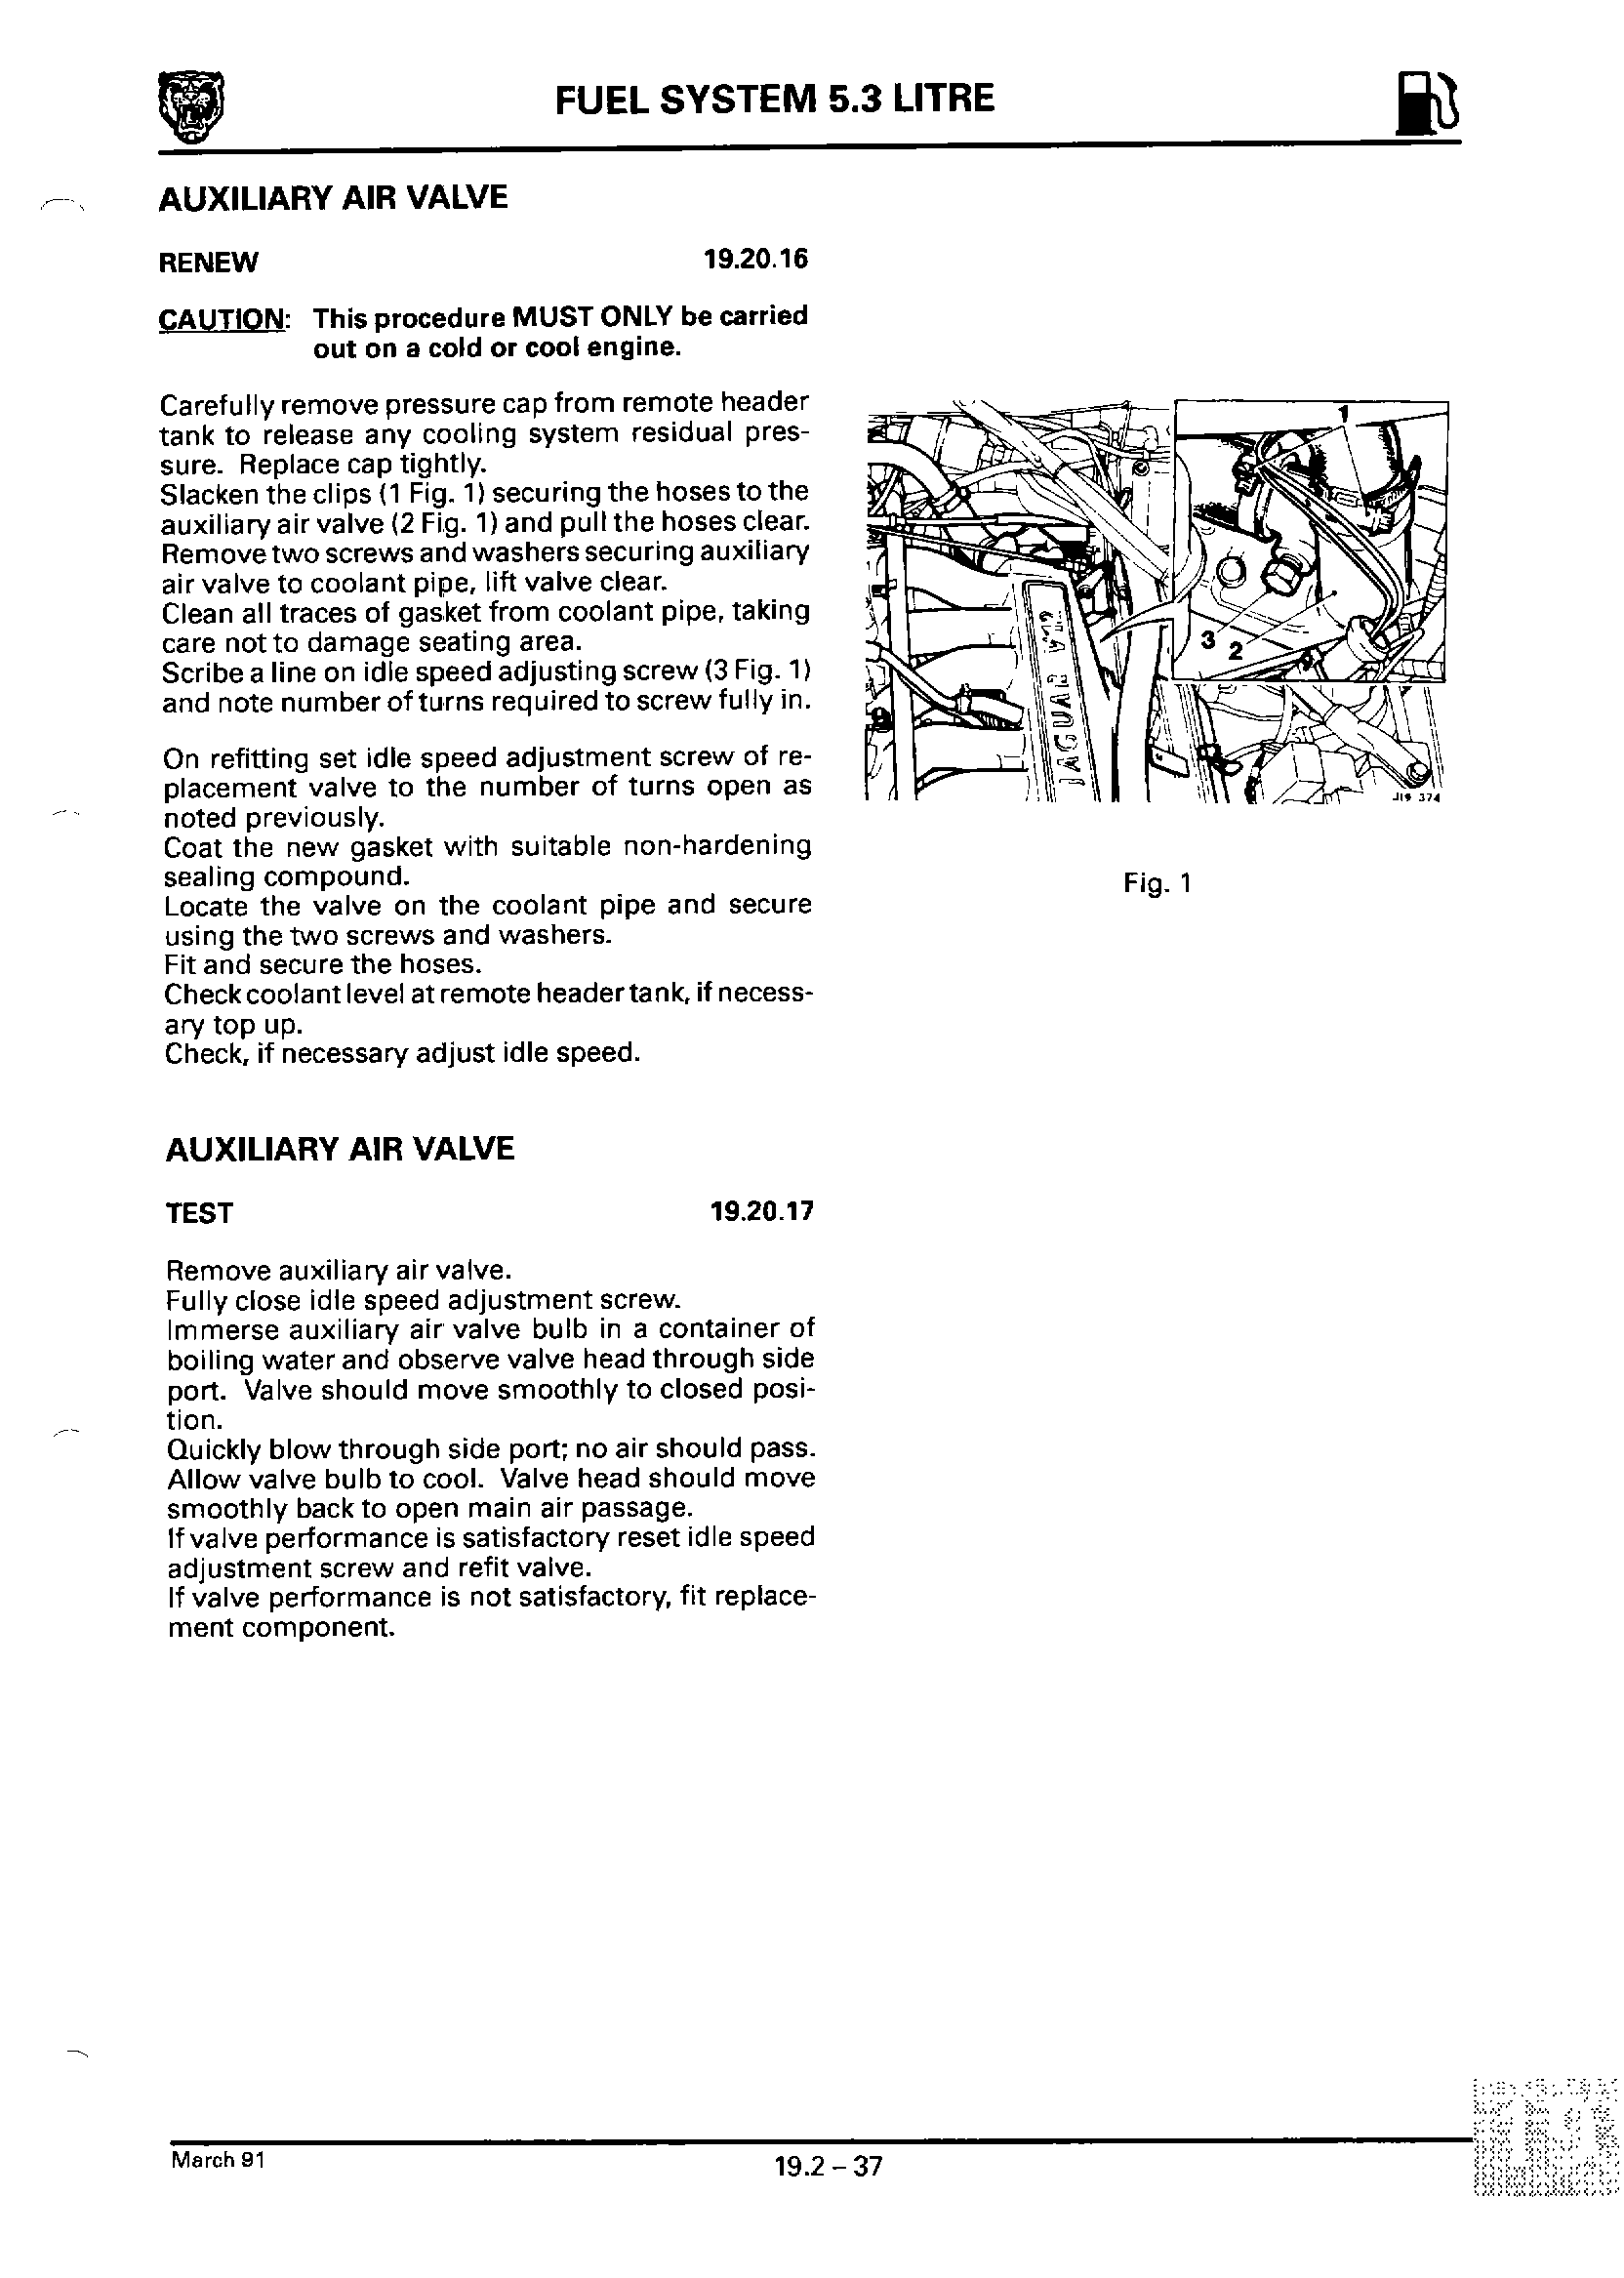 FUEL SYSTEM 5.3 LITRE
AUXILIARY AIR VALVE
RENEW 19.20.16
CAUTION: This procedure MUST ONLY be carried
out on a cold or cool engine.
Carefully remove pressure cap from remote header
tank to release any cooling system residual pres-
sure. Replace cap tightly.
Slacken the clips (1 Fig. 1) securing the hoses to the
auxiliary air valve (2 Fig. 1) and pull the hoses clear.
Remove two screws and washers securing auxiliary
air valve to coolant pipe, lift valve clear.
Clean all traces of gasket from coolant pipe, taking
care not to damage seating area.
Scribe a line on idle speed adjusting screw (3 Fig. 1)
and note number of turns required to screw fully in.
On refitting set idle speed adjustment screw of re-
placement valve to the number of turns open as
noted previously.
Coat the new gasket with suitable non-hardening
sealing compound.
Locate the valve on the coolant pipe and secure
using the two screws and washers.
Fit and secure the hoses.
Check coolant level at remote header tank, if necess-
ary top up.
Check, if necessary adjust idle speed.
AUXILIARY AIR VALVE
TEST 19.20.17
Remove auxiliary air valve.
Fully close idle speed adjustment screw.
Immerse auxiliary air valve bulb in a container of
boiling water and observe valve head through side
port. Valve should move smoothly to closed posi-
tion.
Quickly blow through side port; no air should pass.
Allow valve bulb to cool. Valve head should move
smoothly back to open main air passage.
If valve performance is satisfactory reset idle speed
adjustment screw and refit valve.
If valve performance is not satisfactory, fit replace-
ment component.
1
3
2
JAGUAR
J19 374
Fig. 1
March 91
19.2 – 37